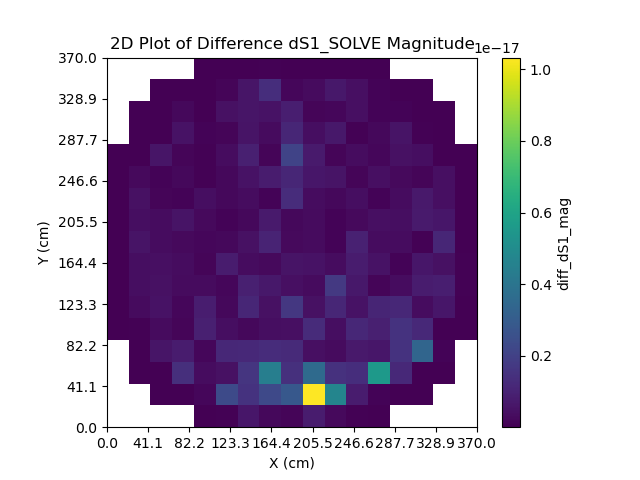 2D Plot of Difference dS1_SOLVE Magnitude
1e−17
370.0
328.9
287.7
246.6
205.5
164.4
123.3
82.2
41.1
0.0
Y (cm)
0.0 41.1 82.2 123.3 164.4 205.5 246.6 287.7 328.9 370.0
X (cm)
1.0
0.8
0.6
0.4
0.2
diff_dS1_mag